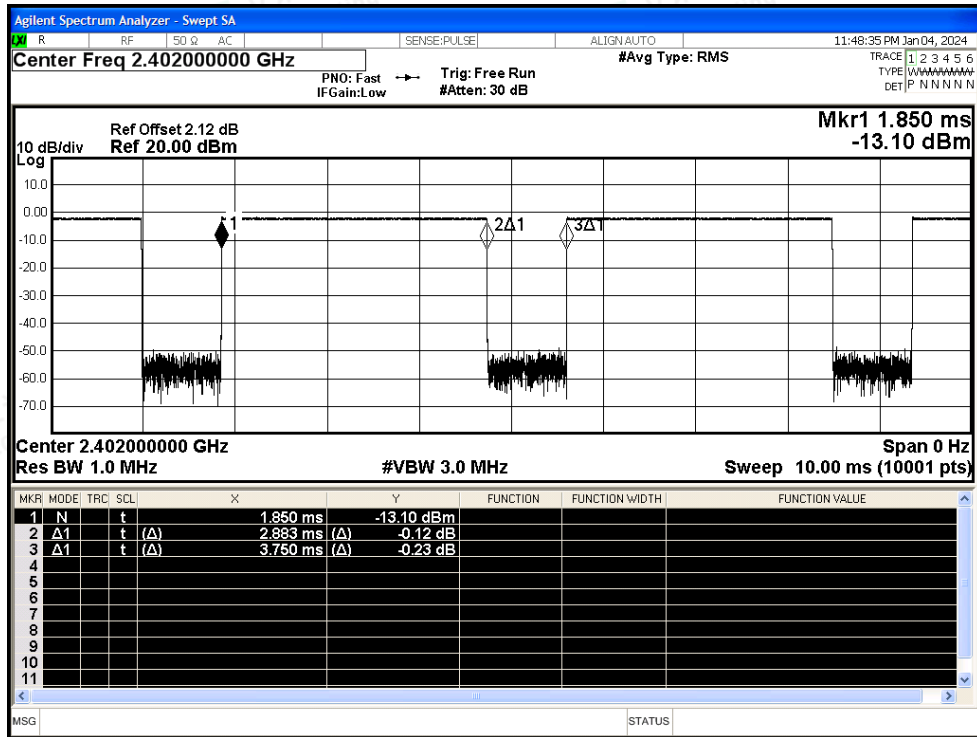 Agilent Spectrum Analyzer - Swept SA
LXI R RF 50 Ω AC SENSE:PULSE ALIGN AUTO 11:48:35 PM Jan 04, 2024
Center Freq 2.402000000 GHz #Avg Type: RMS TRACE 1 2 3 4 5 6
PNO: Fast Trig: Free Run TYPE
IFGain:Low #Atten: 30 dB DET P N N N N N
Mkr1 1.850 ms
Ref Offset 2.12 dB
10 dB/div Ref 20.00 dBm -13.10 dBm
Log
10.0
0.00
1 2Δ1 3Δ1
-10.0
-20.0
-30.0
-40.0
-50.0
-60.0
-70.0
Center 2.402000000 GHz Span 0 Hz
Res BW 1.0 MHz #VBW 3.0 MHz Sweep 10.00 ms (10001 pts)
MKR MODE TRC SCL X Y FUNCTION FUNCTION WIDTH FUNCTION VALUE
1 N t 1.850 ms -13.10 dBm
2 Δ1 t (Δ) 2.883 ms (Δ) -0.12 dB
3 Δ1 t (Δ) 3.750 ms (Δ) -0.23 dB
4
5
6
7
8
9
10
11
MSG STATUS